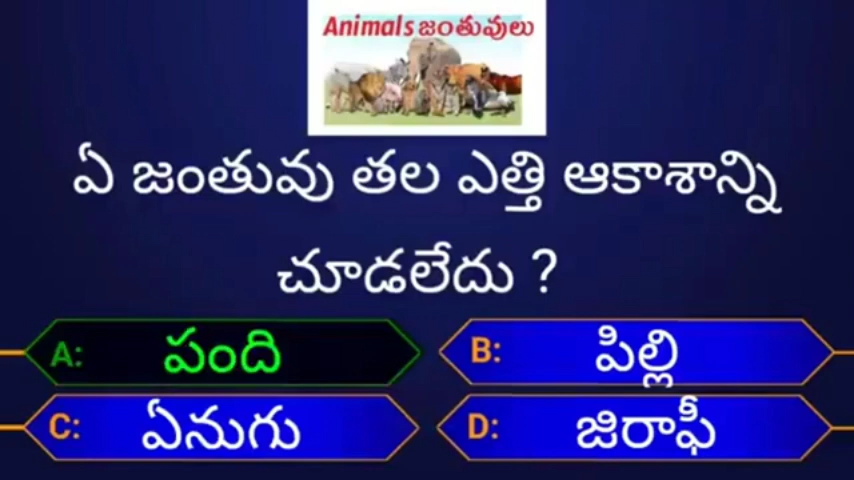 Animals జంతువులు
ఏ జంతువు తల ఎత్తి ఆకాశాన్ని
చూడలేదు ?
A: పంది
B: పిల్లి
C: ఏనుగు
D: జిరాఫీ